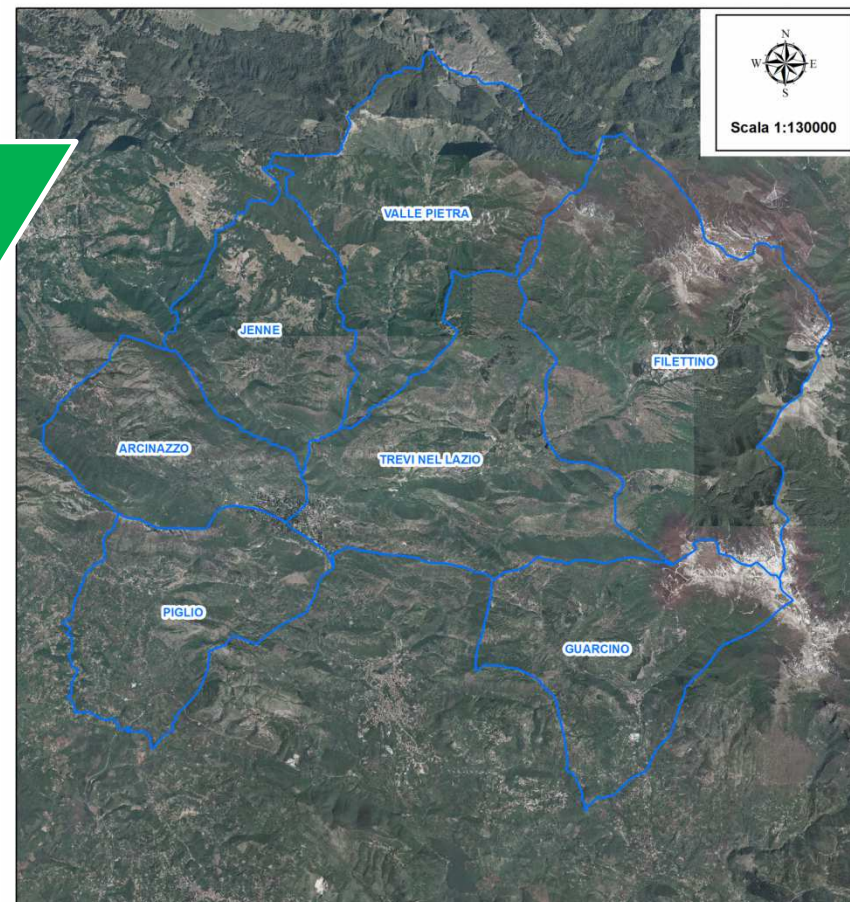 N
W E
S
Scala 1:130000
VALLE PIETRA
JENNE
FILETTINO
ARCINAZZO
TREVI NEL LAZIO
PIGLIO
GUARCINO